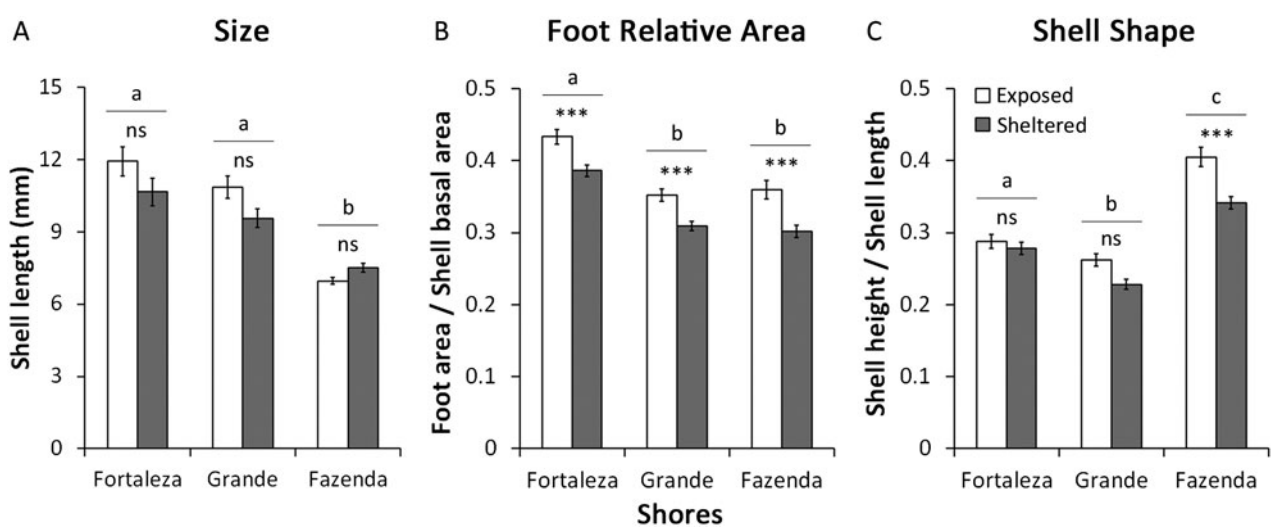 A
Size
Shell length (mm)
15
12
9
6
3
0
a
ns
a
ns
b
ns
Fortaleza
Grande
Fazenda
B
Foot Relative Area
Foot area / Shell basal area
0.5
0.4
0.3
0.2
0.1
0
a
***
b
***
b
***
Fortaleza
Grande
Fazenda
Shores
C
Shell Shape
Shell height / Shell length
0.5
0.4
0.3
0.2
0.1
0
Exposed
Sheltered
a
ns
b
ns
c
***
Fortaleza
Grande
Fazenda